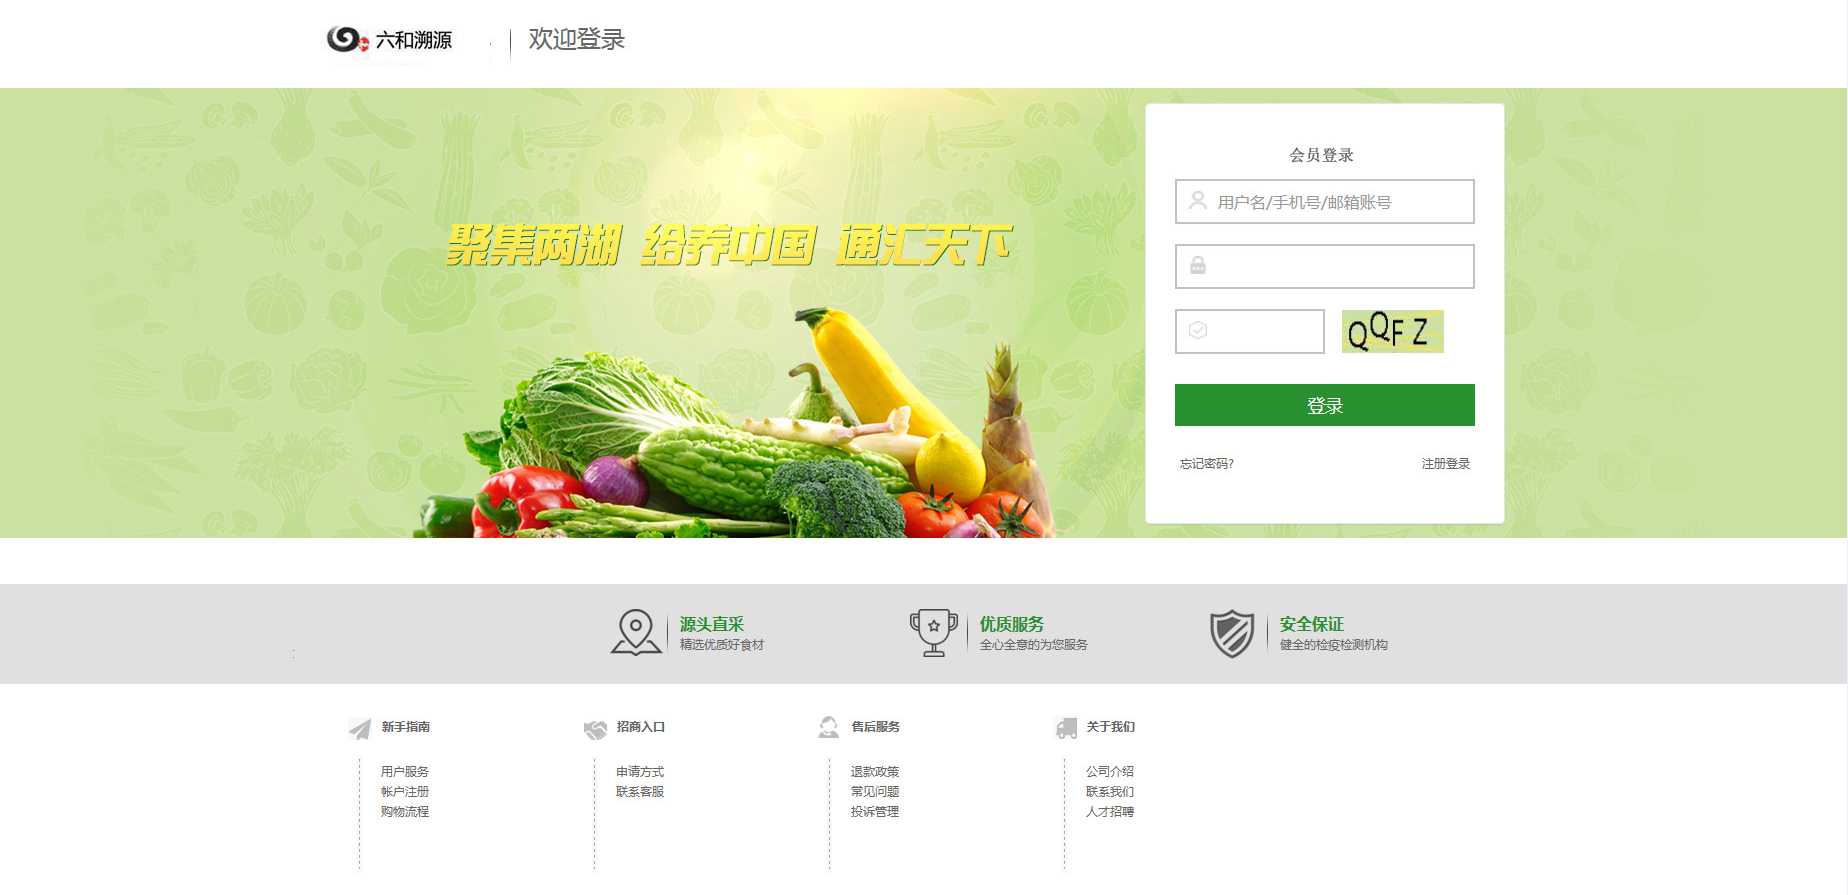 六和溯源
欢迎登录
会员登录
用户名/手机号/邮箱账号
聚集两湖 给养中国 通汇天下
QQFZ
登录
忘记密码?
注册登录
源头直采
精选优质好食材
优质服务
全心全意的为您服务
安全保证
健全的检疫检测机构
新手指南
用户服务
帐户注册
购物流程
招商入口
申请方式
联系客服
售后服务
退款政策
常见问题
投诉管理
关于我们
公司介绍
联系我们
人才招聘